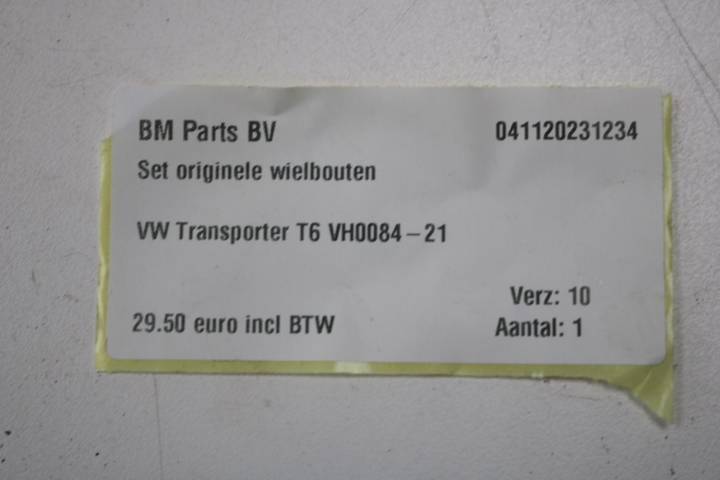 BM Parts BV 041120231234
Set originele wielbouten
VW Transporter T6 VH0084-21
Verz: 10
29.50 euro incl BTW Aantal: 1